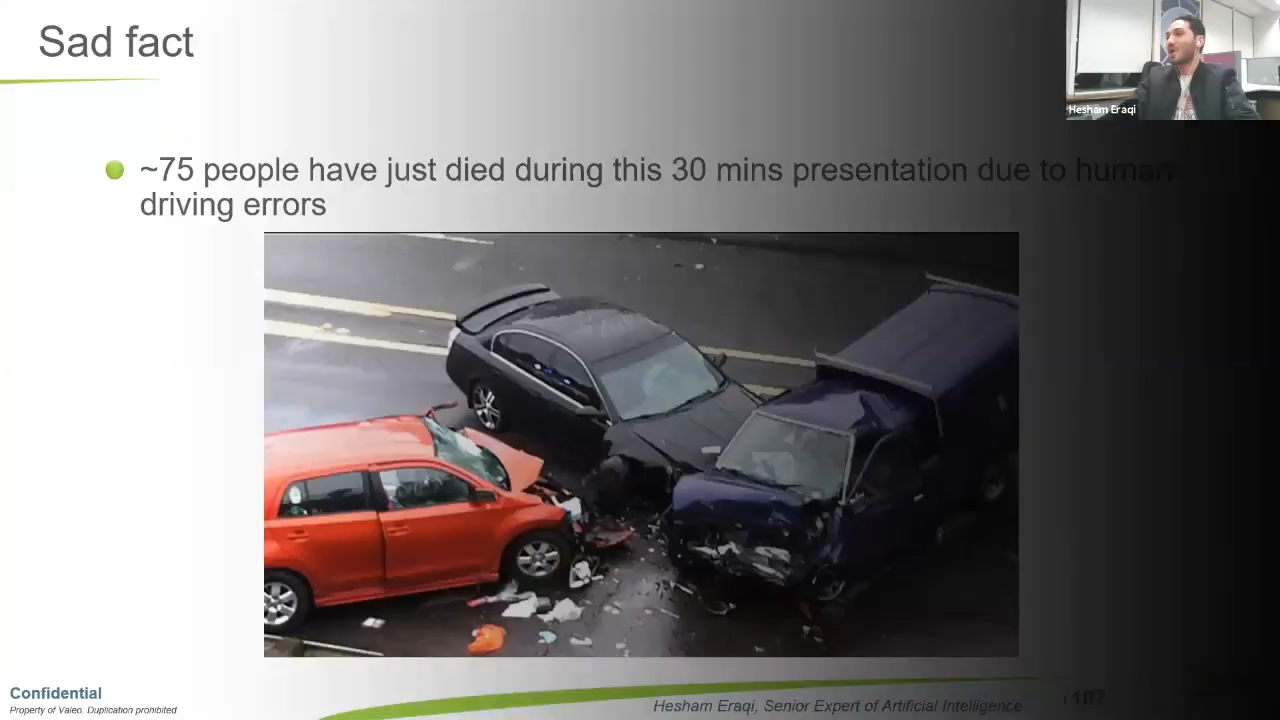 Sad fact
Hesham Eraqi
~75 people have just died during this 30 mins presentation due to human
driving errors
Confidential
Property of Valeo. Duplication prohibited
Hesham Eraqi, Senior Expert of Artificial Intelligence
107